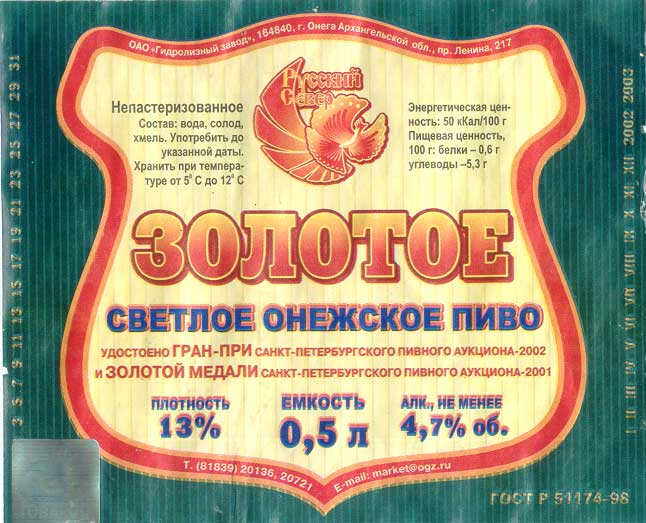 ОАО «Гидролизный завод», 164840, г. Онега Архангельской обл., пр. Ленина, 217
Русский
Север
Непастеризованное
Состав: вода, солод,
хмель. Употребить до
указанной даты.
Хранить при темпера-
туре от 5⁰ С до 12⁰ С
Энергетическая цен-
ность: 50 кКал/100 г
Пищевая ценность,
100 г: белки – 0,6 г
углеводы –5,3 г
ЗОЛОТОЕ
СВЕТЛОЕ ОНЕЖСКОЕ ПИВО
УДОСТОЕНО ГРАН-ПРИ САНКТ-ПЕТЕРБУРГСКОГО ПИВНОГО АУКЦИОНА-2002
И ЗОЛОТОЙ МЕДАЛИ САНКТ-ПЕТЕРБУРГСКОГО ПИВНОГО АУКЦИОНА-2001
ПЛОТНОСТЬ
13%
ЕМКОСТЬ
0,5 л
АЛК., НЕ МЕНЕЕ
4,7% об.
Т. (81839) 20136, 20721
E-mail: market@ogz.ru
ГОСТ Р 51174-98
3 5 7 9 11 13 15 17 19 21 23 25 27 29 31
I II III IV V VI VII VIII IX X XI XII 2002 2003